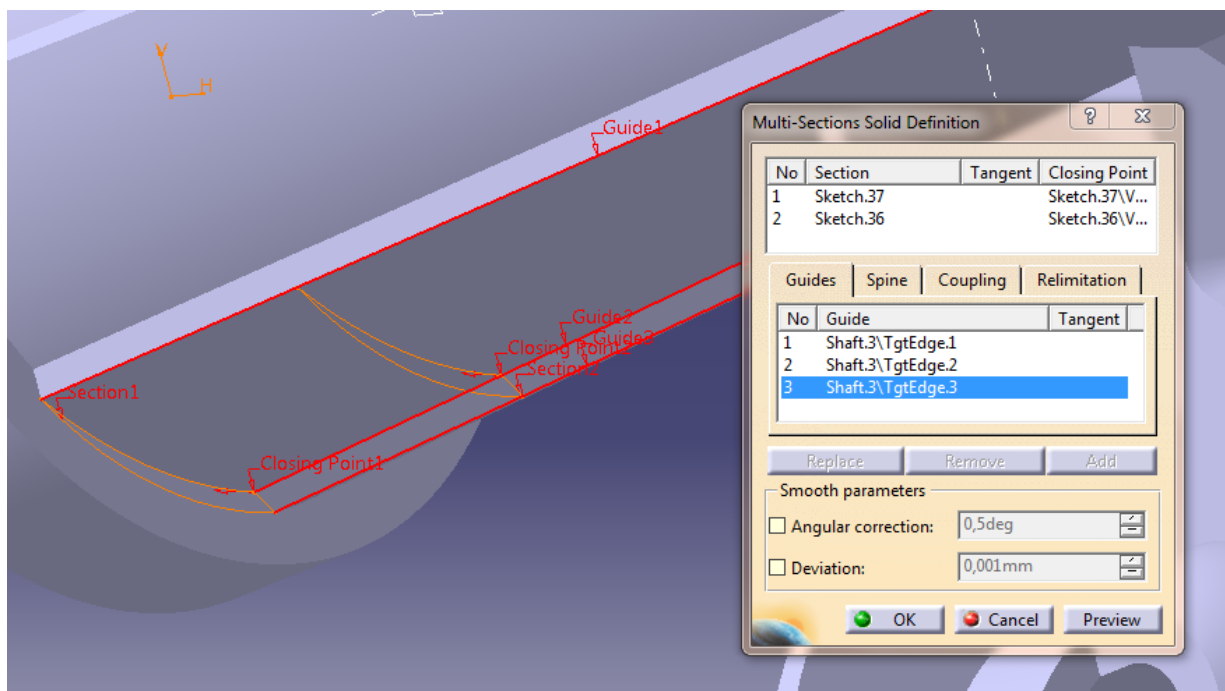 V
H
Guide1
Guide2
Guide3
Closing Point2
Section2
Section1
Closing Point1
Multi-Sections Solid Definition
No Section Tangent Closing Point
1 Sketch.37 Sketch.37\V...
2 Sketch.36 Sketch.36\V...
Guides Spine Coupling Relimitation
No Guide Tangent
1 Shaft.3\TgtEdge.1
2 Shaft.3\TgtEdge.2
3 Shaft.3\TgtEdge.3
Replace Remove Add
Smooth parameters
Angular correction: 0,5deg
Deviation: 0,001mm
OK Cancel Preview